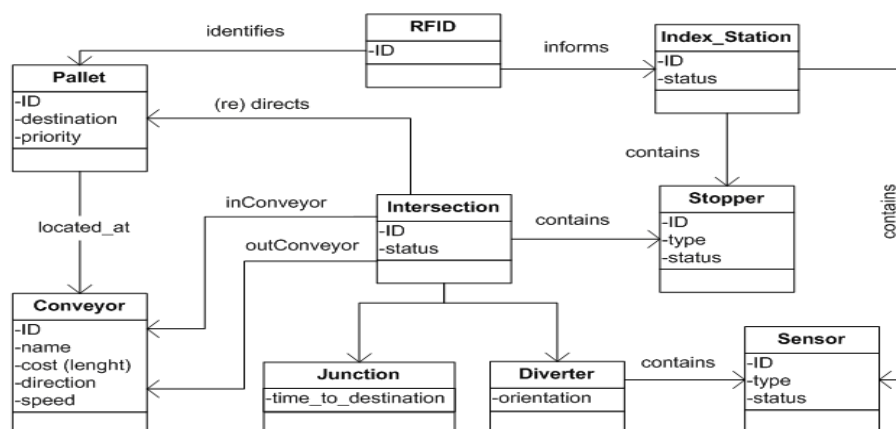 RFID
-ID
identifies
informs
Index_Station
-ID
-status
Pallet
-ID
-destination
-priority
(re) directs
contains
contains
Stopper
-ID
-type
-status
Intersection
-ID
-status
inConveyor
outConveyor
contains
located_at
Conveyor
-ID
-name
-cost (lenght)
-direction
-speed
Junction
-time_to_destination
Diverter
-orientation
contains
Sensor
-ID
-type
-status